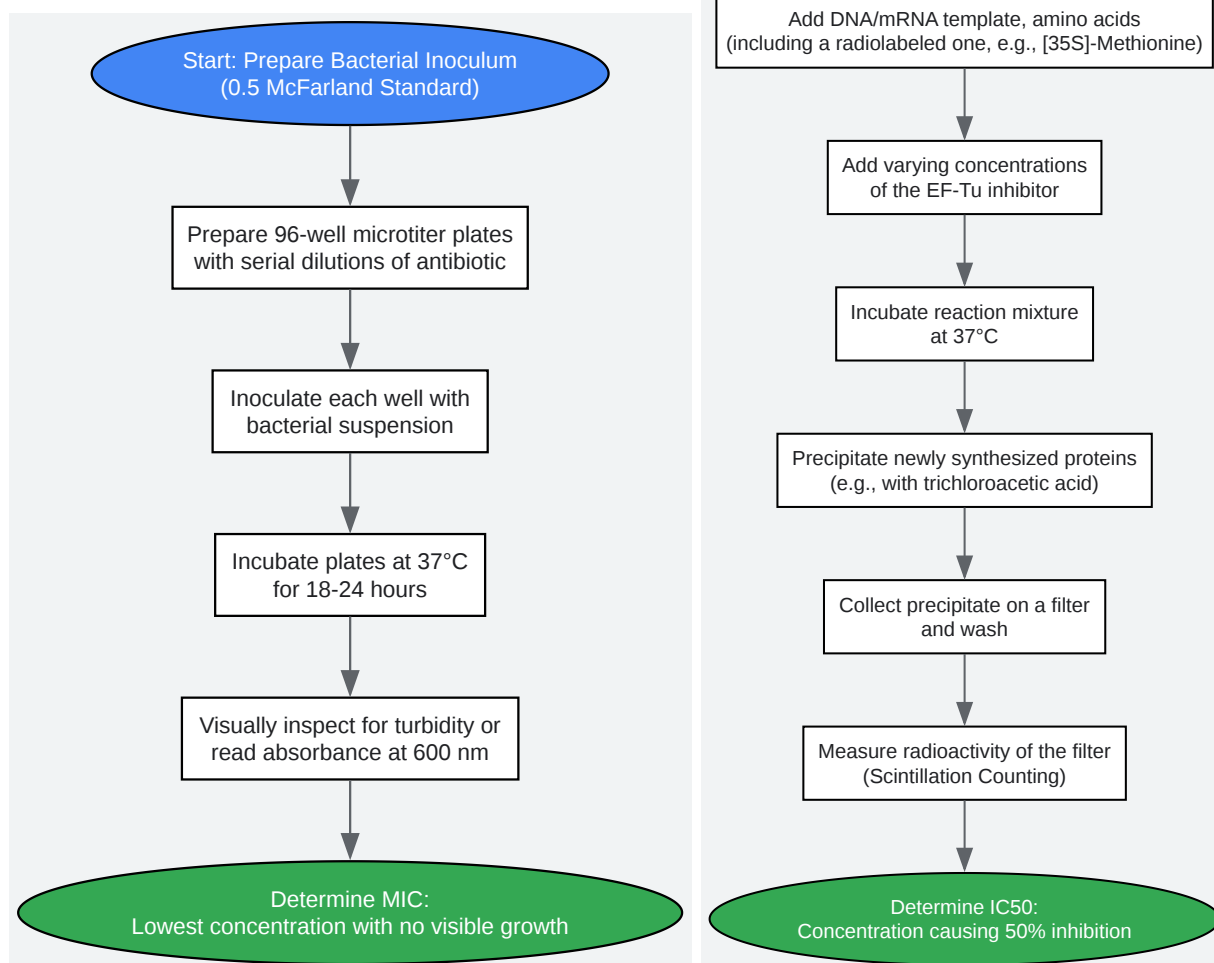 Start: Prepare Bacterial Inoculum
(0.5 McFarland Standard)
Prepare 96-well microtiter plates
with serial dilutions of antibiotic
Inoculate each well with
bacterial suspension
Incubate plates at 37°C
for 18-24 hours
Visually inspect for turbidity or
read absorbance at 600 nm
Determine MIC:
Lowest concentration with no visible growth
Add DNA/mRNA template, amino acids
(including a radiolabeled one, e.g., [35S]-Methionine)
Add varying concentrations
of the EF-Tu inhibitor
Incubate reaction mixture
at 37°C
Precipitate newly synthesized proteins
(e.g., with trichloroacetic acid)
Collect precipitate on a filter
and wash
Measure radioactivity of the filter
(Scintillation Counting)
Determine IC50:
Concentration causing 50% inhibition